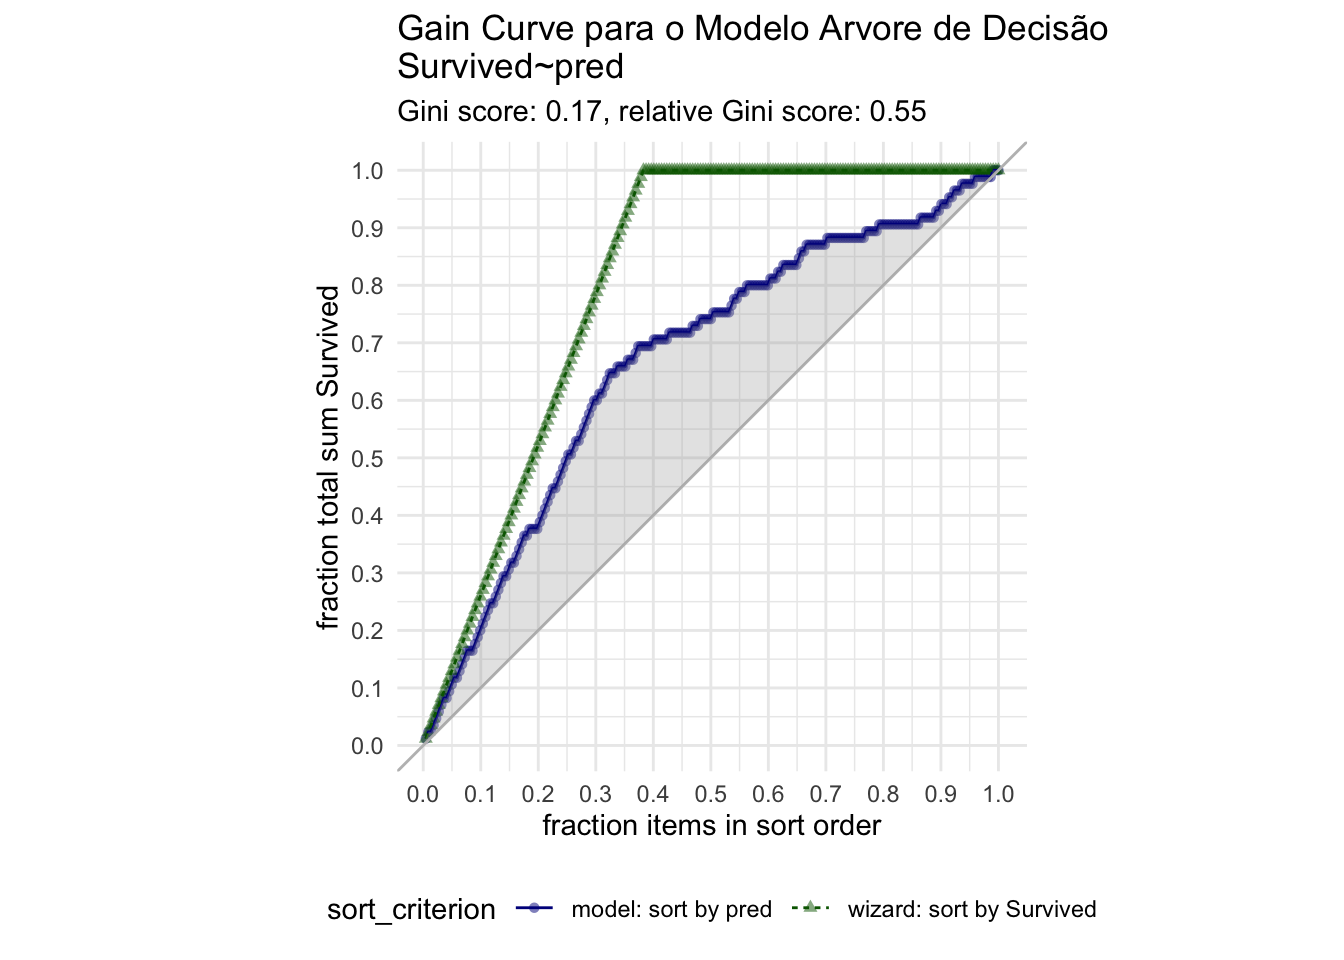 Gain Curve para o Modelo Arvore de Decisão
Survived~pred
Gini score: 0.17, relative Gini score: 0.55
fraction total sum Survived
1.0
0.9
0.8
0.7
0.6
0.5
0.4
0.3
0.2
0.1
0.0
0.0 0.1 0.2 0.3 0.4 0.5 0.6 0.7 0.8 0.9 1.0
fraction items in sort order
sort_criterion model: sort by pred wizard: sort by Survived